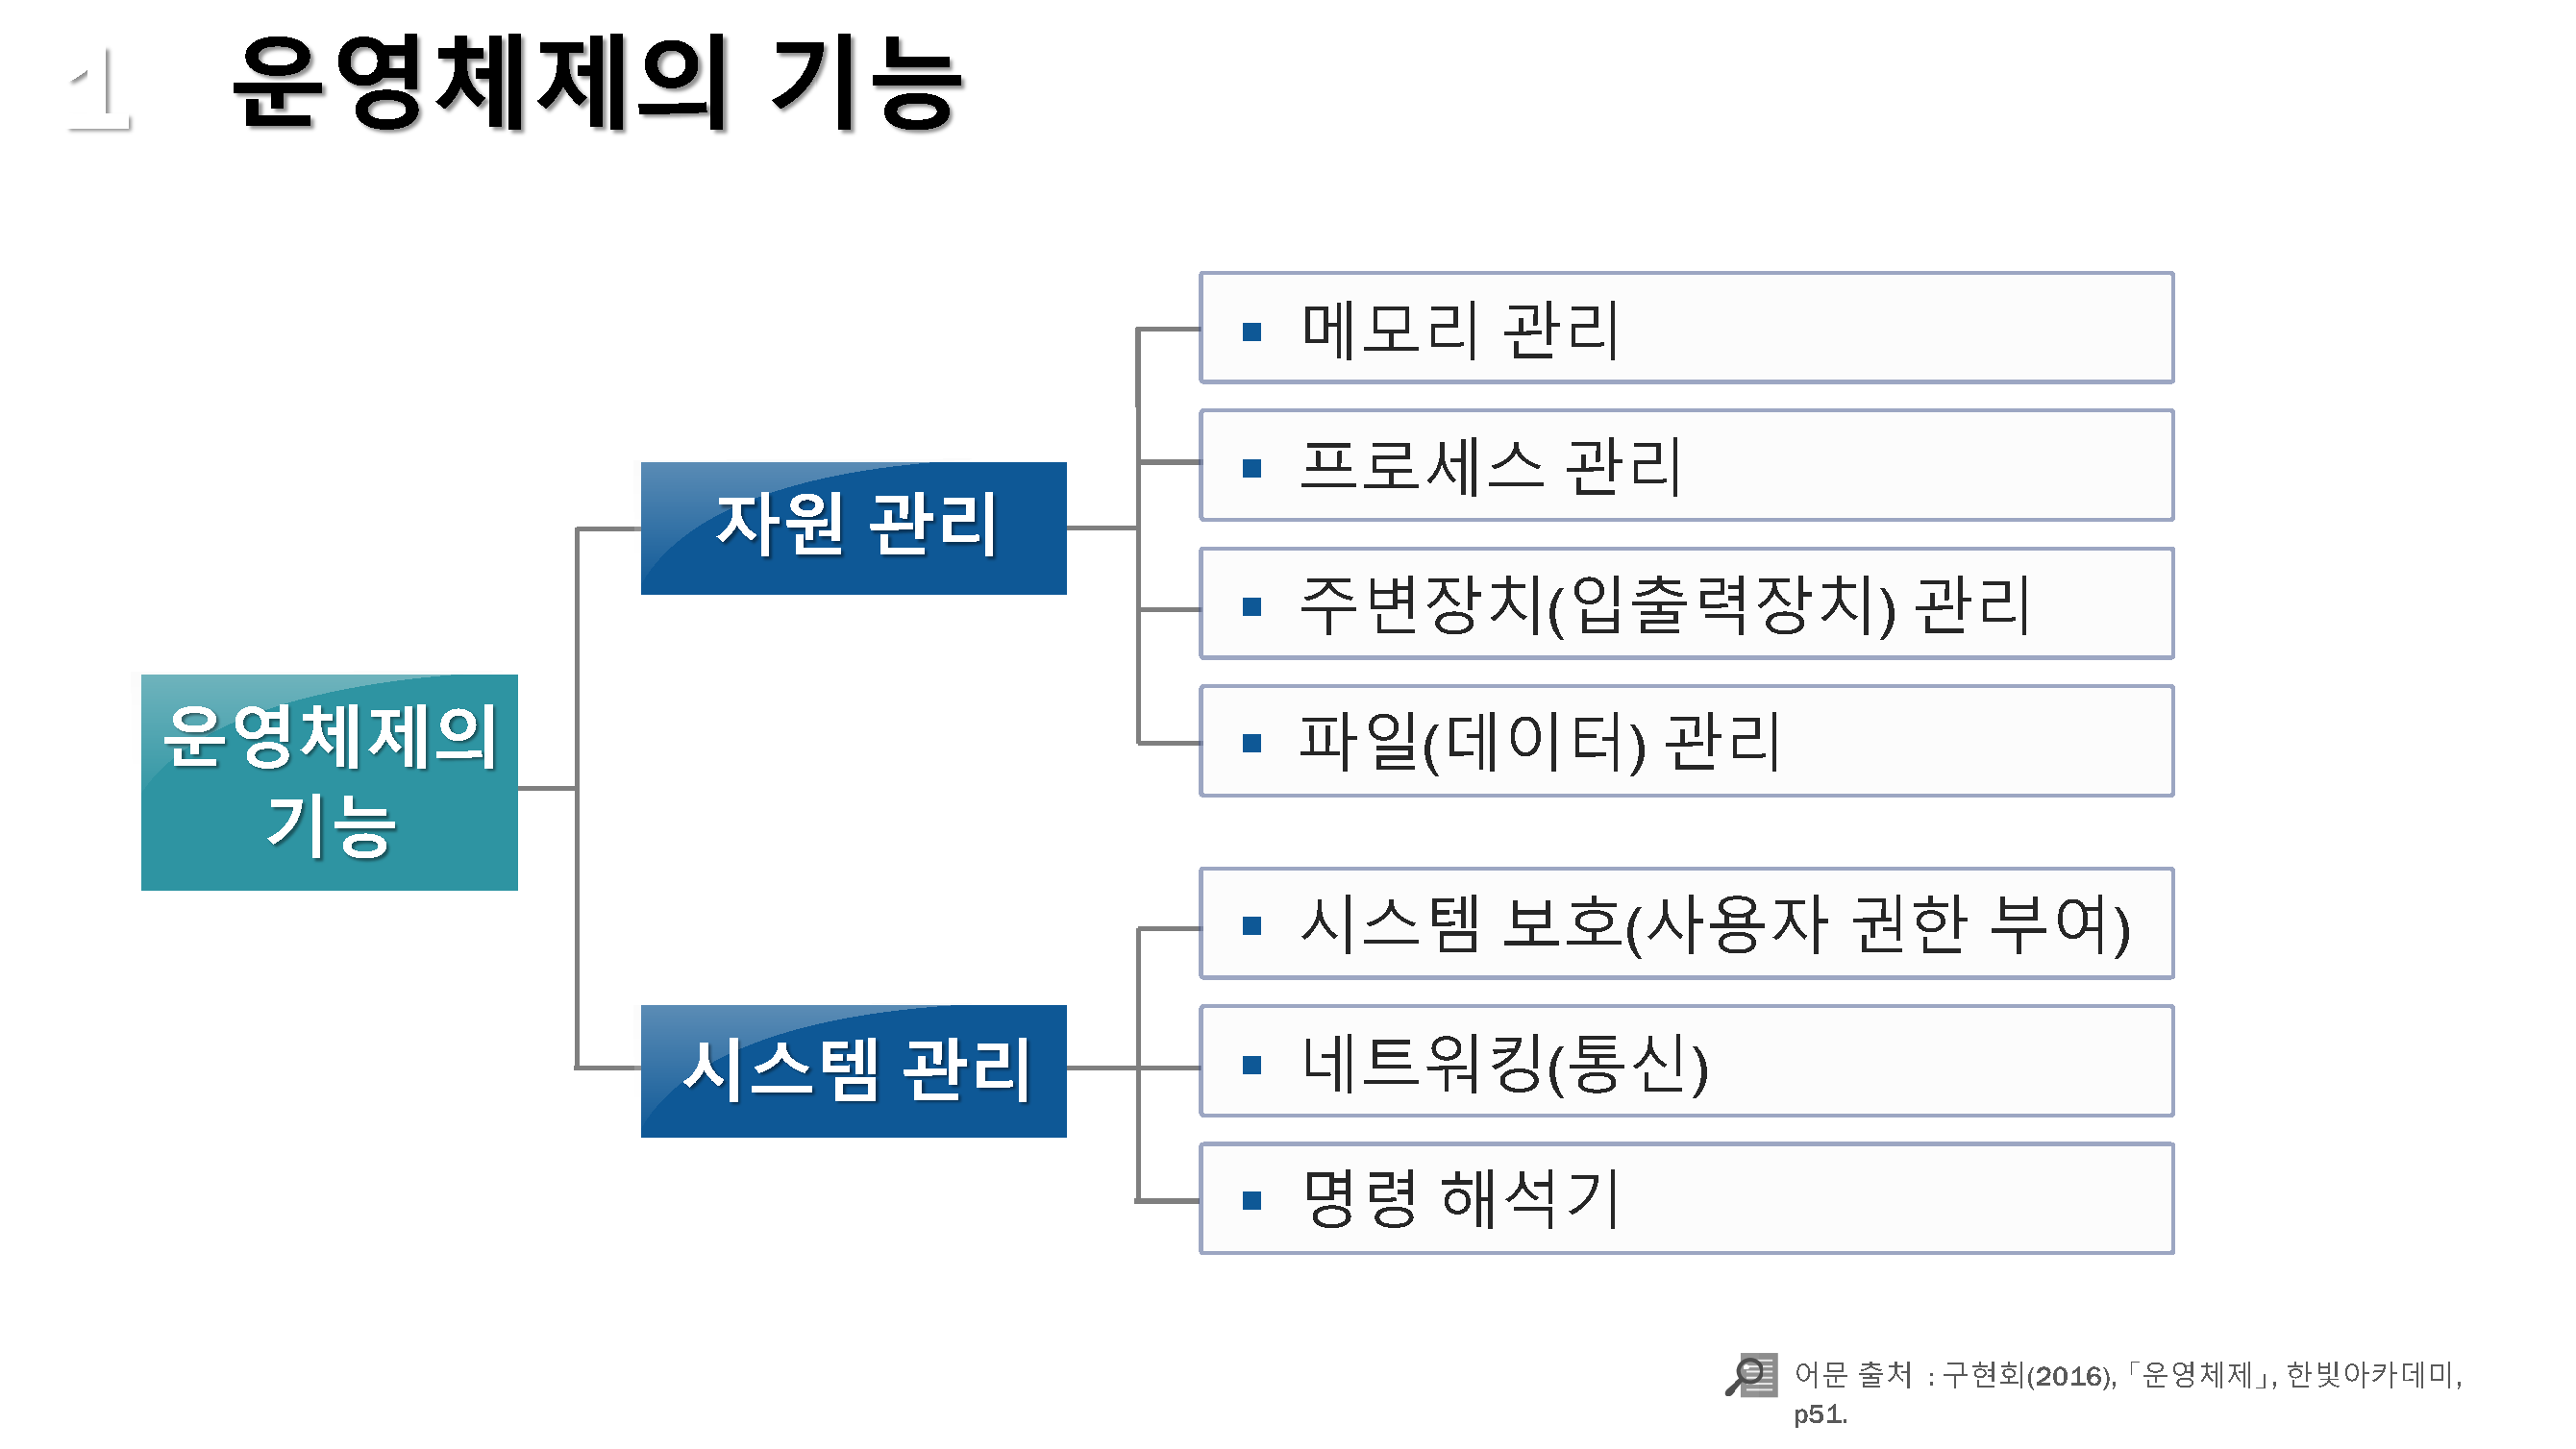 1 운영체제의 기능
메모리 관리
프로세스 관리
자원 관리
주변장치(입출력장치) 관리
파일(데이터) 관리
운영체제의
기능
시스템 보호(사용자 권한 부여)
시스템 관리
네트워킹(통신)
명령 해석기
어문 출처 : 구현회(2016), 「운영체제」, 한빛아카데미,
p51.